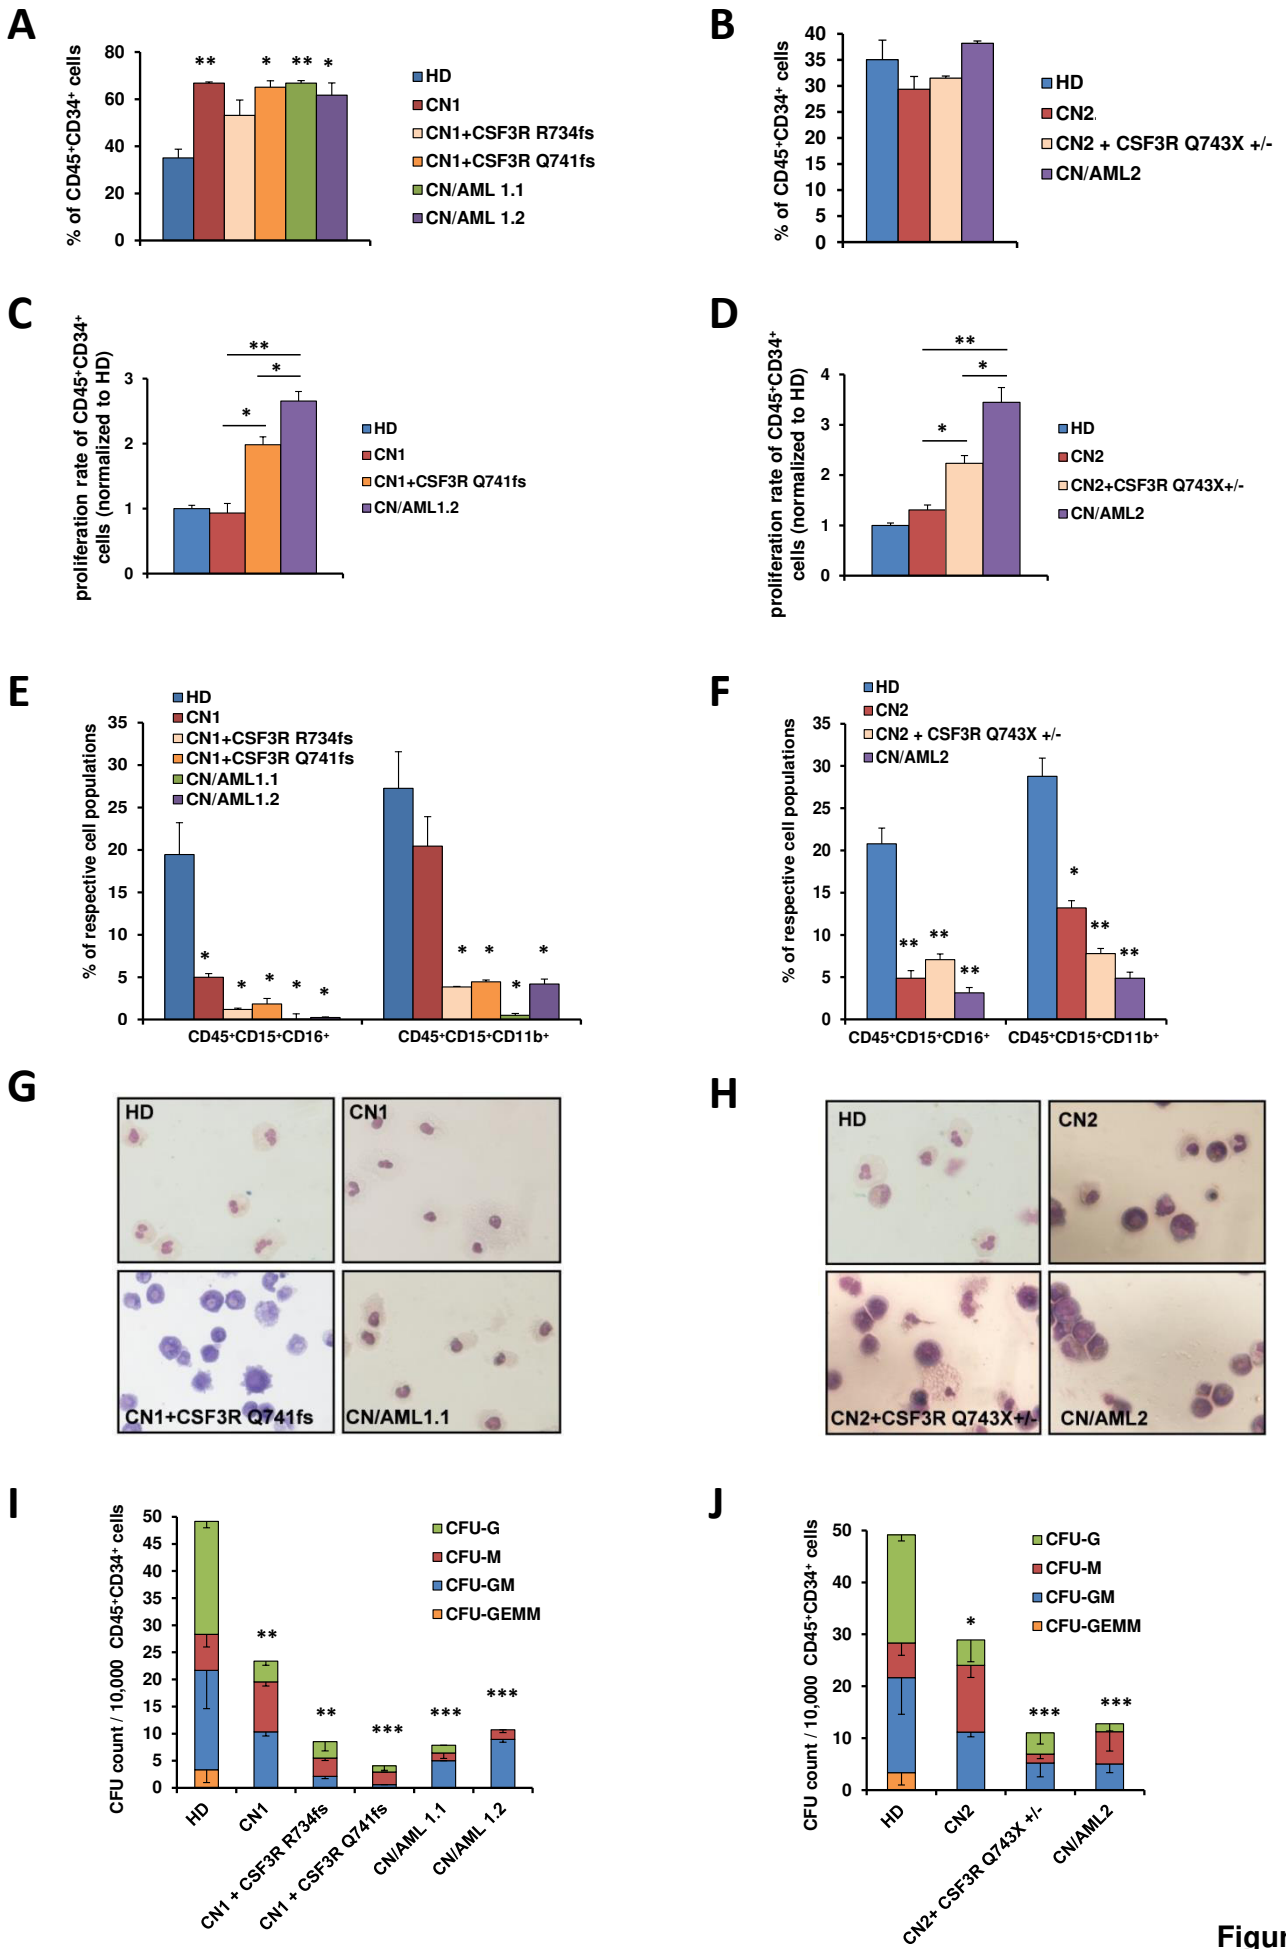 A
% of CD45+CD34+ cells
80
60
40
20
0
** * ** *
HD
CN1
CN1+CSF3R R734fs
CN1+CSF3R Q741fs
CN/AML 1.1
CN/AML 1.2
B
% of CD45+CD34+ cells
40
35
30
25
20
15
10
5
0
HD
CN2.
CN2 + CSF3R Q743X +/-
CN/AML2
C
proliferation rate of CD45+CD34+
cells (normalized to HD)
3
2
1
0
**
*
*
HD
CN1
CN1+CSF3R Q741fs
CN/AML1.2
D
proliferation rate of CD45+CD34+
cells (normalized to HD)
4
3
2
1
0
**
*
*
HD
CN2
CN2+CSF3R Q743X+/-
CN/AML2
E
% of respective cell populations
35
30
25
20
15
10
5
0
HD
CN1
CN1+CSF3R R734fs
CN1+CSF3R Q741fs
CN/AML1.1
CN/AML1.2
* * * * *
* * * *
CD45+CD15+CD16+
CD45+CD15+CD11b+
F
% of respective cell populations
35
30
25
20
15
10
5
0
HD
CN2
CN2 + CSF3R Q743X +/-
CN/AML2
** ** **
* ** **
CD45+CD15+CD16+
CD45+CD15+CD11b+
G
HD
CN1
CN1+CSF3R Q741fs
CN/AML1.1
H
HD
CN2
CN2+CSF3R Q743X+/-
CN/AML2
I
CFU count / 10,000 CD45+CD34+ cells
50
45
40
35
30
25
20
15
10
5
0
** ** *** *** ***
CFU-G
CFU-M
CFU-GM
CFU-GEMM
HD
CN1
CN1 + CSF3R R734fs
CN1 + CSF3R Q741fs
CN/AML 1.1
CN/AML 1.2
J
CFU count / 10,000 CD45+CD34+ cells
50
40
30
20
10
0
* *** ***
CFU-G
CFU-M
CFU-GM
CFU-GEMM
HD
CN2
CN2+ CSF3R Q743X +/-
CN/AML2
Figur